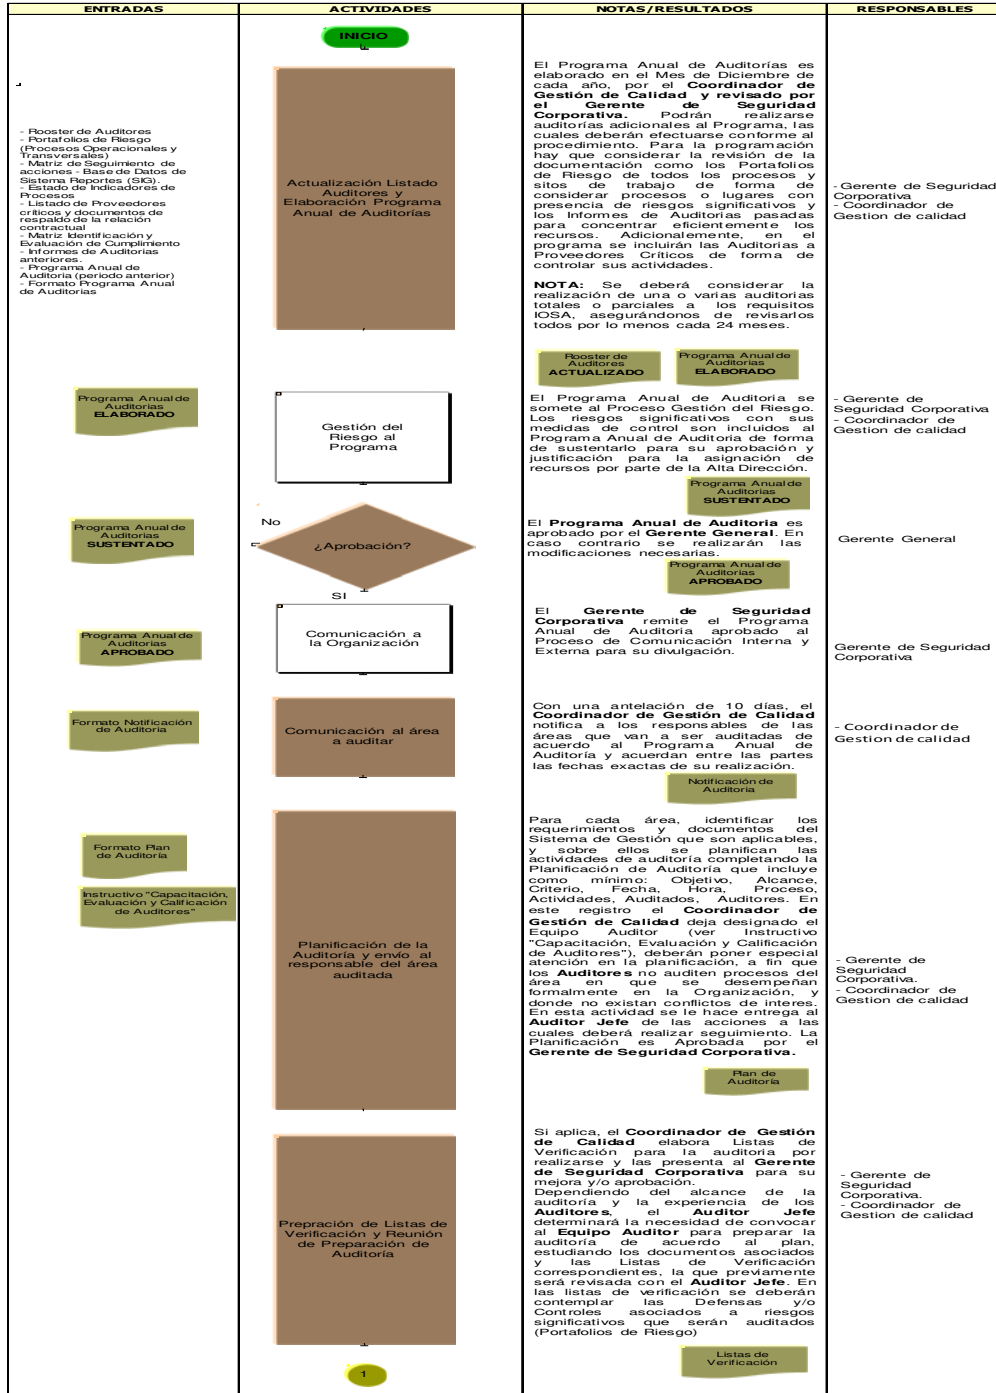 ENTRADAS
ACTIVIDADES
NOTAS/RESULTADOS
RESPONSABLES
INICIO
- Rooster de Auditores
- Portafolios de Riesgo
(Procesos Operacionales y
Transversales)
- Matriz de Seguimiento de
acciones - Base de Datos de
Sistema Reportes (SIG).
- Estado de Indicadores de
Procesos
- Listado de Proveedores
críticos y documentos de
respaldo de la relación
contractual
- Matriz Identificación y
Evaluación de Cumplimiento
- Informes de Auditorias
anteriores.
- Programa Anual de
Auditoria (periodo anterior)
- Formato Programa Anual
de Auditorias
Actualización Listado
Auditores y
Elaboración Programa
Anual de Auditorías
El Programa Anual de Auditorías es
elaborado en el Mes de Diciembre de
cada año, por el Coordinador de
Gestión de Calidad y revisado por
el Gerente de Seguridad
Corporativa. Podrán realizarse
auditorías adicionales al Programa, las
cuales deberán efectuarse conforme al
procedimiento. Para la programación
hay que considerar la revisión de la
documentación como los Portafolios
de Riesgo de todos los procesos y
sitos de trabajo de forma de
considerar procesos o lugares con
presencia de riesgos significativos y
los Informes de Auditorias pasadas
para concentrar eficientemente los
recursos. Adicionalmente, en el
programa se incluirán las Auditorias a
Proveedores Críticos de forma de
controlar sus actividades.
NOTA: Se deberá considerar la
realización de una o varias auditorias
totales o parciales a los requisitos
IOSA, asegurándonos de revisarlos
todos por lo menos cada 24 meses.
Rooster de
Auditores
ACTUALIZADO
Programa Anual de
Auditorias
ELABORADO
- Gerente de Seguridad
Corporativa
- Coordinador de
Gestion de calidad
Programa Anual de
Auditorias
ELABORADO
Gestión del
Riesgo al
Programa
El Programa Anual de Auditoria se
somete al Proceso Gestión del Riesgo.
Los riesgos significativos con sus
medidas de control son incluidos al
Programa Anual de Auditoria de forma
de sustentarlo para su aprobación y
justificación para la asignación de
recursos por parte de la Alta Dirección.
Programa Anual de
Auditorias
SUSTENTADO
- Gerente de
Seguridad Corporativa
- Coordinador de
Gestion de calidad
Programa Anual de
Auditorias
SUSTENTADO
No
¿Aprobación?
SI
El Programa Anual de Auditoria es
aprobado por el Gerente General. En
caso contrario se realizarán las
modificaciones necesarias.
Programa Anual de
Auditorias
APROBADO
Gerente General
Programa Anual de
Auditorias
APROBADO
Comunicación a
la Organización
El Gerente de Seguridad
Corporativa remite el Programa
Anual de Auditoria aprobado al
Proceso de Comunicación Interna y
Externa para su divulgación.
Gerente de Seguridad
Corporativa
Formato Notificación
de Auditoria
Comunicación al área
a auditar
Con una antelación de 10 días, el
Coordinador de Gestión de Calidad
notifica a los responsables de las
áreas que van a ser auditadas de
acuerdo al Programa Anual de
Auditoría y acuerdan entre las partes
las fechas exactas de su realización.
Notificación de
Auditoria
- Coordinador de
Gestion de calidad
Formato Plan
de Auditoría
Instructivo "Capacitación,
Evaluación y Calificación
de Auditores"
Planificación de la
Auditoría y envío al
responsable del área
auditada
Para cada área, identificar los
requerimientos y documentos del
Sistema de Gestión que son aplicables,
y sobre ellos se planifican las
actividades de auditoría completando la
Planificación de Auditoría que incluye
como mínimo: Objetivo, Alcance,
Criterio, Fecha, Hora, Proceso,
Actividades, Auditados, Auditores. En
este registro el Coordinador de
Gestión de Calidad deja designado el
Equipo Auditor (ver Instructivo
"Capacitación, Evaluación y Calificación
de Auditores"), deberán poner especial
atención en la planificación, a fin que
los Auditores no auditen procesos del
área en que se desempeñan
formalmente en la Organización, y
donde no existan conflictos de interes.
En esta actividad se le hace entrega al
Auditor Jefe de las acciones a las
cuales deberá realizar seguimiento. La
Planificación es Aprobada por el
Gerente de Seguridad Corporativa.
Plan de
Auditoría
- Gerente de
Seguridad
Corporativa.
- Coordinador de
Gestion de calidad
Prepración de Listas de
Verificación y Reunión
de Preparación de
Auditoría
Si aplica, el Coordinador de Gestión
de Calidad elabora Listas de
Verificación para la auditoria por
realizarse y las presenta al Gerente
de Seguridad Corporativa para su
mejora y/o aprobación.
Dependiendo del alcance de la
auditoría y la experiencia de los
Auditores, el Auditor Jefe
determinará la necesidad de convocar
al Equipo Auditor para preparar la
auditoría de acuerdo al plan,
estudiando los documentos asociados
y las Listas de Verificación
correspondientes, la que previamente
será revisada con el Auditor Jefe. En
las listas de verificación se deberán
contemplar las Defensas y/o
Controles asociados a riesgos
significativos que serán auditados
(Portafolios de Riesgo)
Listas de
Verificación
- Gerente de
Seguridad
Corporativa.
- Coordinador de
Gestion de calidad
1